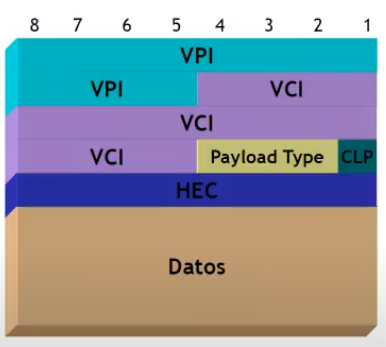 8 7 6 5 4 3 2 1
VPI
VPI VCI
VCI
VCI Payload Type CLP
HEC
Datos